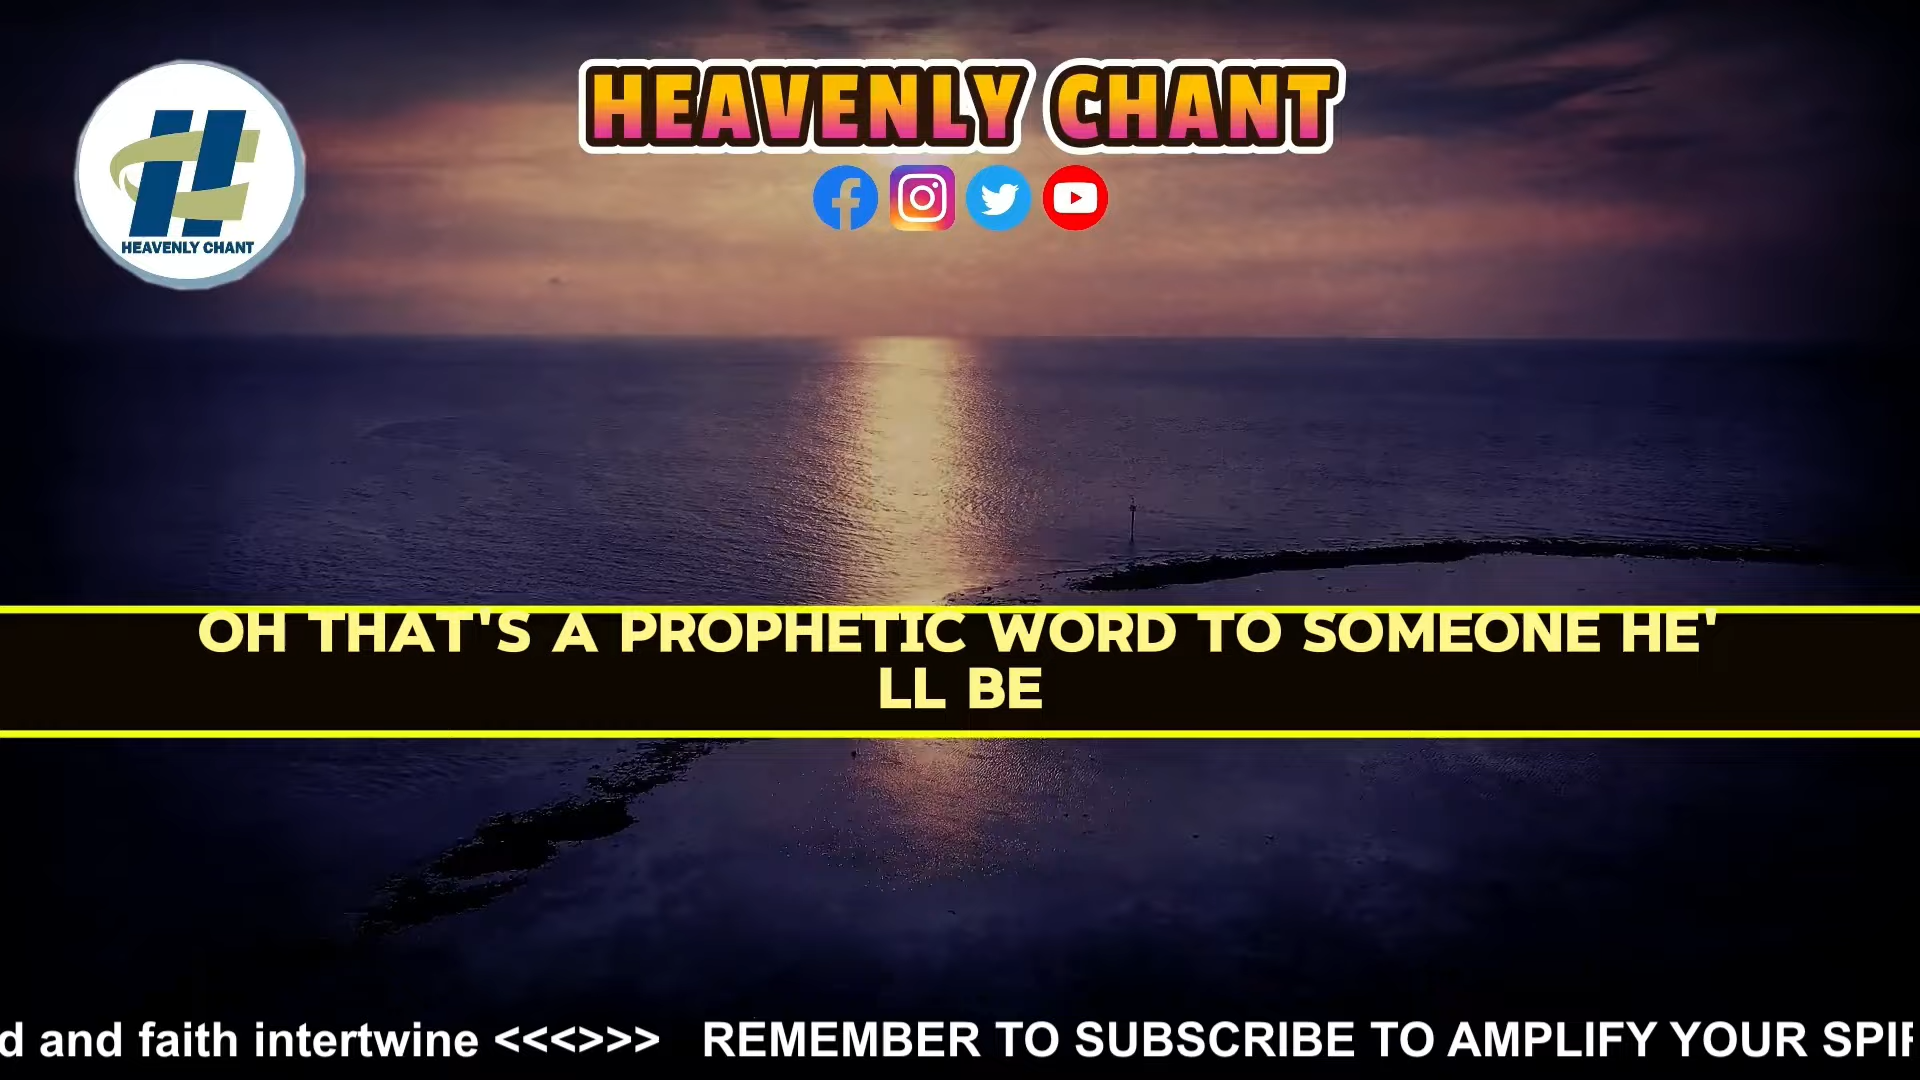 HEAVENLY CHANT
HEAVENLY CHANT
OH THAT'S A PROPHETIC WORD TO SOMEONE HE'
LL BE
d and faith intertwine <<<>>> REMEMBER TO SUBSCRIBE TO AMPLIFY YOUR SPIR